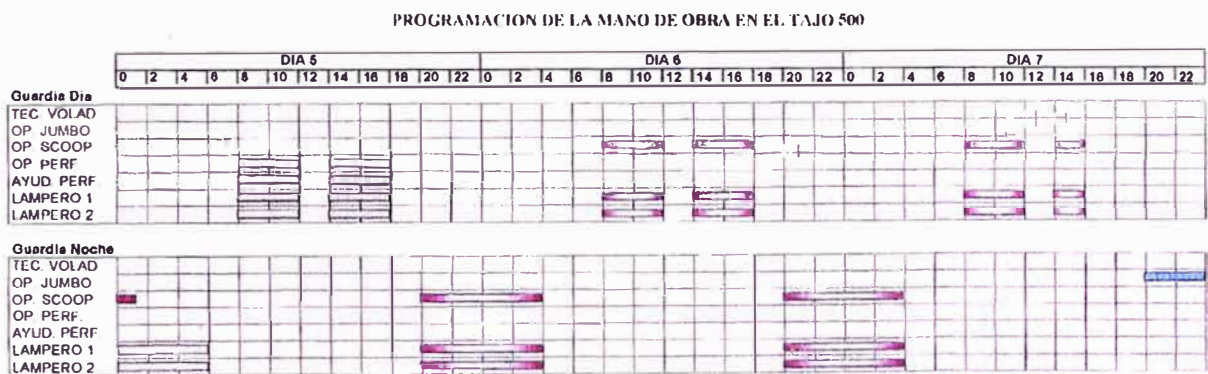 PROGRAMACION DE LA MANO DE OBRA EN EL TAJO 500
DIA 5 DIA 6 DIA 7
0 2 4 6 8 10 12 14 16 18 20 22 0 2 4 6 8 10 12 14 16 18 20 22 0 2 4 6 8 10 12 14 16 18 20 22
Guardia Dia
TEC. VOLAD
OP. JUMBO
OP. SCOOP
OP. PERF
AYUD. PERF
LAMPERO 1
LAMPERO 2
Guardia Noche
TEC. VOLAD
OP. JUMBO
OP. SCOOP
OP. PERF.
AYUD. PERF
LAMPERO 1
LAMPERO 2